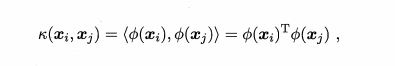 κ(𝒙ᵢ, 𝒙ⱼ) = ⟨ϕ(𝒙ᵢ), ϕ(𝒙ⱼ)⟩ = ϕ(𝒙ᵢ)ᵀϕ(𝒙ⱼ) ,